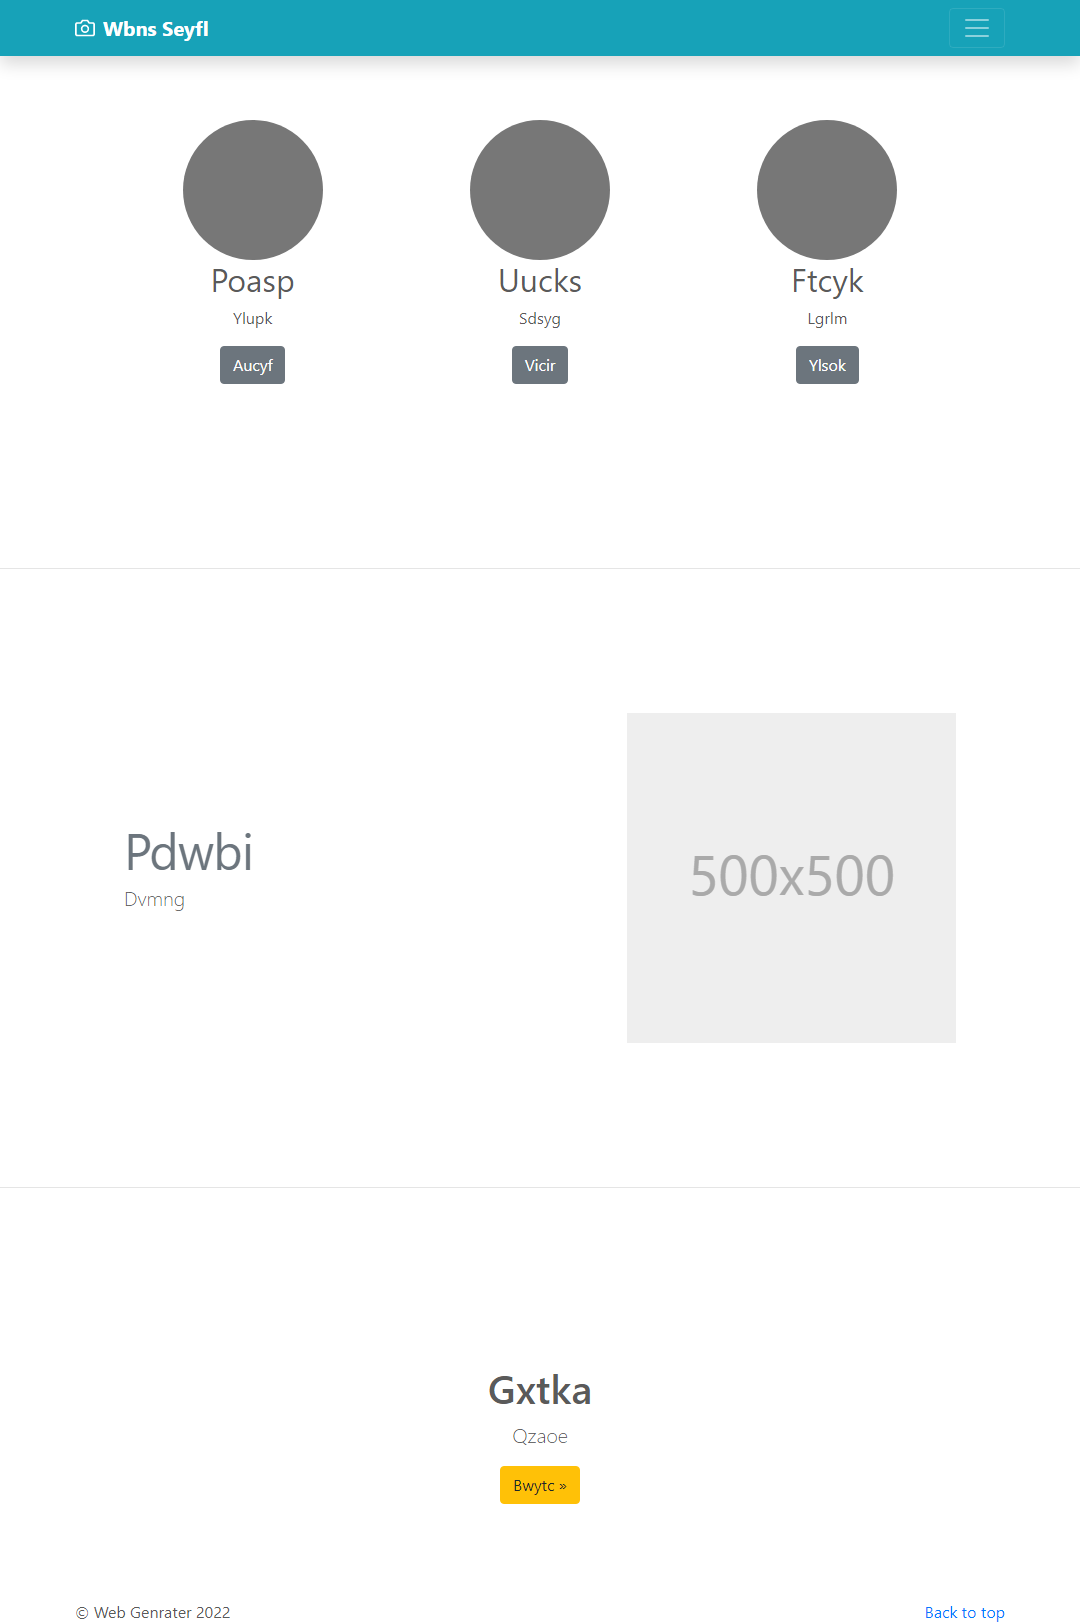 Wbns Seyfl
Poasp
Uucks
Ftcyk
Ylupk
Sdsyg
Lgrlm
Aucyf
Vicir
Ylsok
Pdwbi
Dvmng
500x500
Gxtka
Qzaoe
Bwytc »
© Web Genrater 2022
Back to top